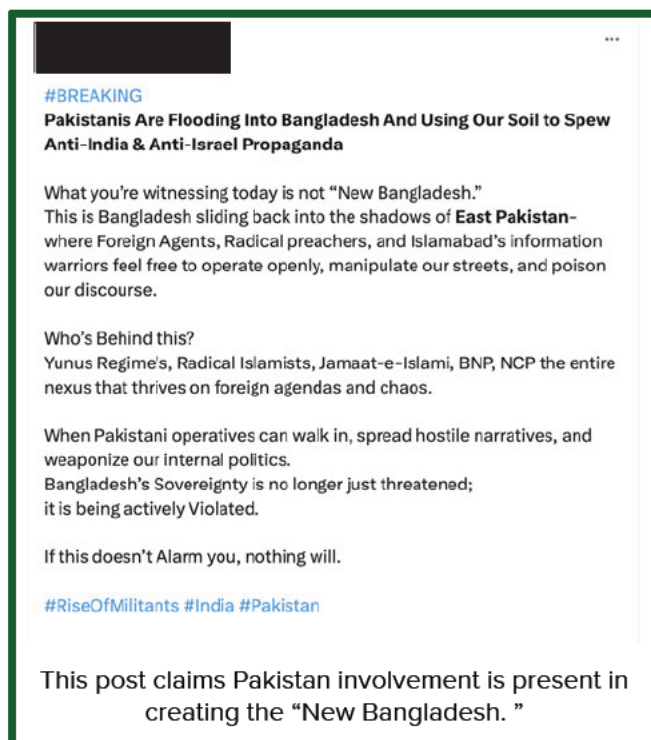 ...
#BREAKING
Pakistanis Are Flooding Into Bangladesh And Using Our Soil to Spew
Anti-India & Anti-Israel Propaganda
What you're witnessing today is not “New Bangladesh.”
This is Bangladesh sliding back into the shadows of East Pakistan-
where Foreign Agents, Radical preachers, and Islamabad's information
warriors feel free to operate openly, manipulate our streets, and poison
our discourse.
Who's Behind this?
Yunus Regime's, Radical Islamists, Jamaat-e-Islami, BNP, NCP the entire
nexus that thrives on foreign agendas and chaos.
When Pakistani operatives can walk in, spread hostile narratives, and
weaponize our internal politics.
Bangladesh's Sovereignty is no longer just threatened;
it is being actively Violated.
If this doesn't Alarm you, nothing will.
#RiseOfMilitants #India #Pakistan
This post claims Pakistan involvement is present in
creating the “New Bangladesh. ”